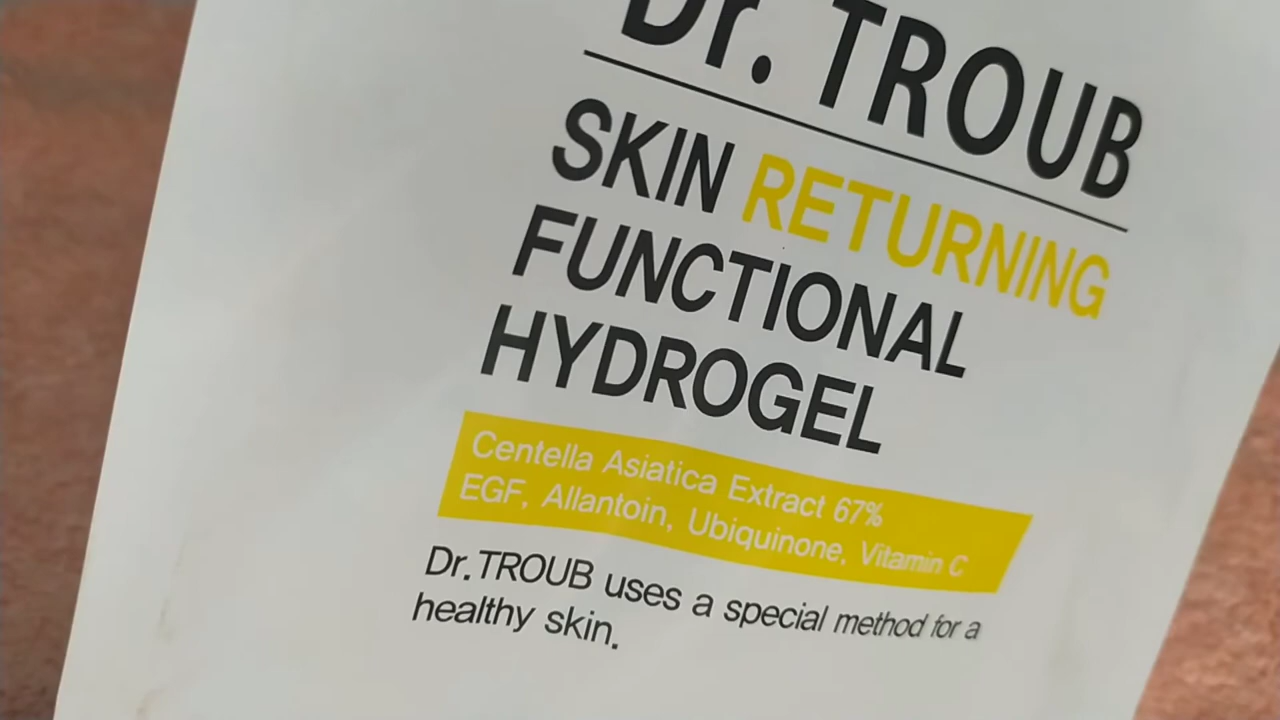 Dr. TROUB
SKIN RETURNING
FUNCTIONAL
HYDROGEL
Centella Asiatica Extract 67%
EGF, Allantoin, Ubiquinone, Vitamin C
Dr.TROUB uses a special method for a
healthy skin.